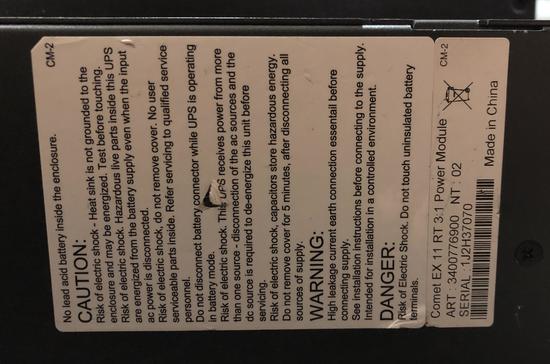 CM-2
No lead acid battery inside the enclosure.
CAUTION:
Risk of electric shock - Heat sink is not grounded to the
enclosure and may be energized. Test before touching.
Risk of electric shock. Hazardous live parts inside this UPS
are energized from the battery supply even when the input
ac power is disconnected.
Risk of electric shock, do not remove cover. No user
serviceable parts inside. Refer servicing to qualified service
personnel.
Do not disconnect battery connector while UPS is operating
in battery mode.
Risk of electric shock. This UPS receives power from more
than one source - disconnection of the ac sources and the
dc source is required to de-energize this unit before
servicing.
Risk of electric shock, capacitors store hazardous energy.
Do not remove cover for 5 minutes, after disconnecting all
sources of supply.
WARNING:
High leakage current earth connection essentail before
connecting supply.
See installation instructions before connecting to the supply.
Intended for installation in a controlled environment.
DANGER:
Risk of Electric Shock. Do not touch uninsulated battery
terminals.
CM-2
Comet EX 11 RT 3:1 Power Module
ART : 34007776900 NT : 02
SERIAL : 1J2H37070
Made in China